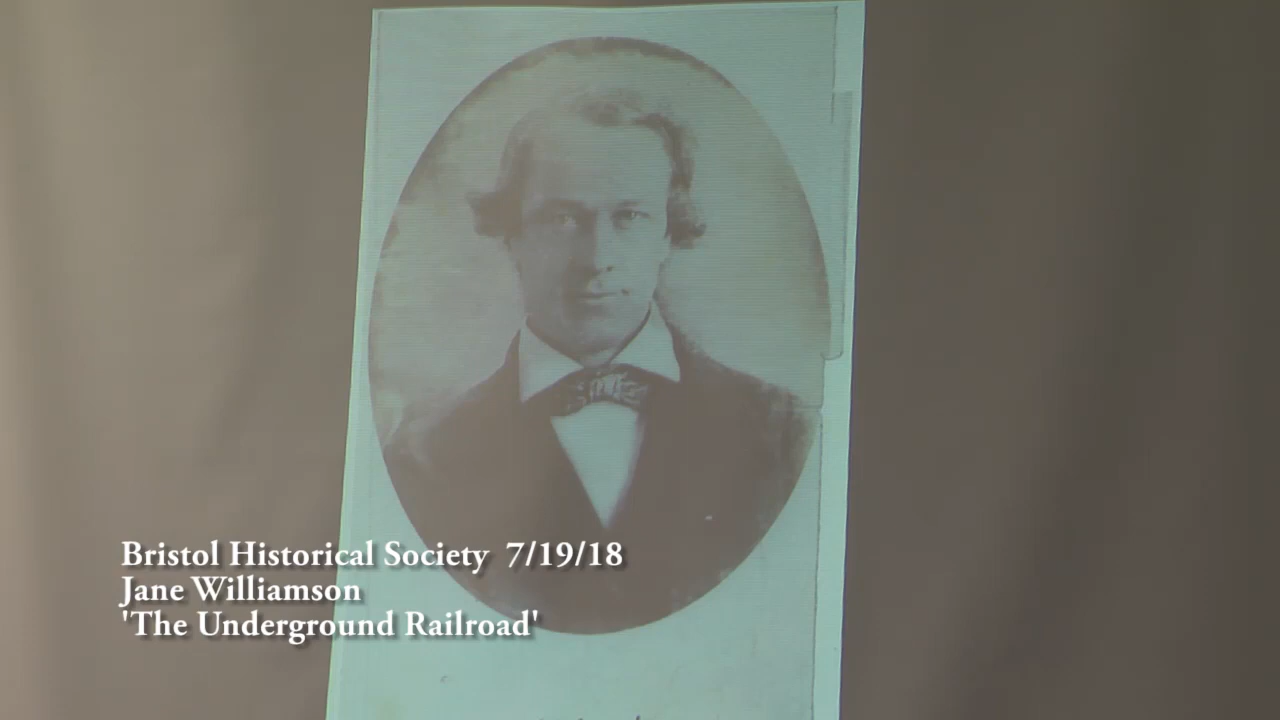 Bristol Historical Society 7/19/18
Jane Williamson
'The Underground Railroad'